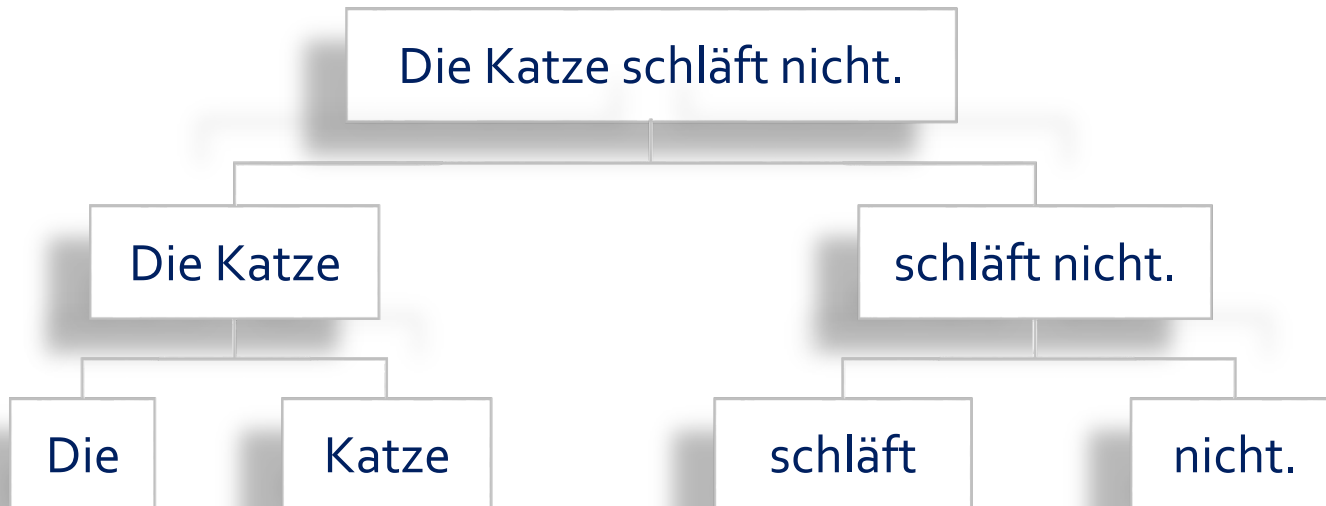 Die Katze schläft nicht.
Die Katze
schläft nicht.
Die
Katze
schläft
nicht.